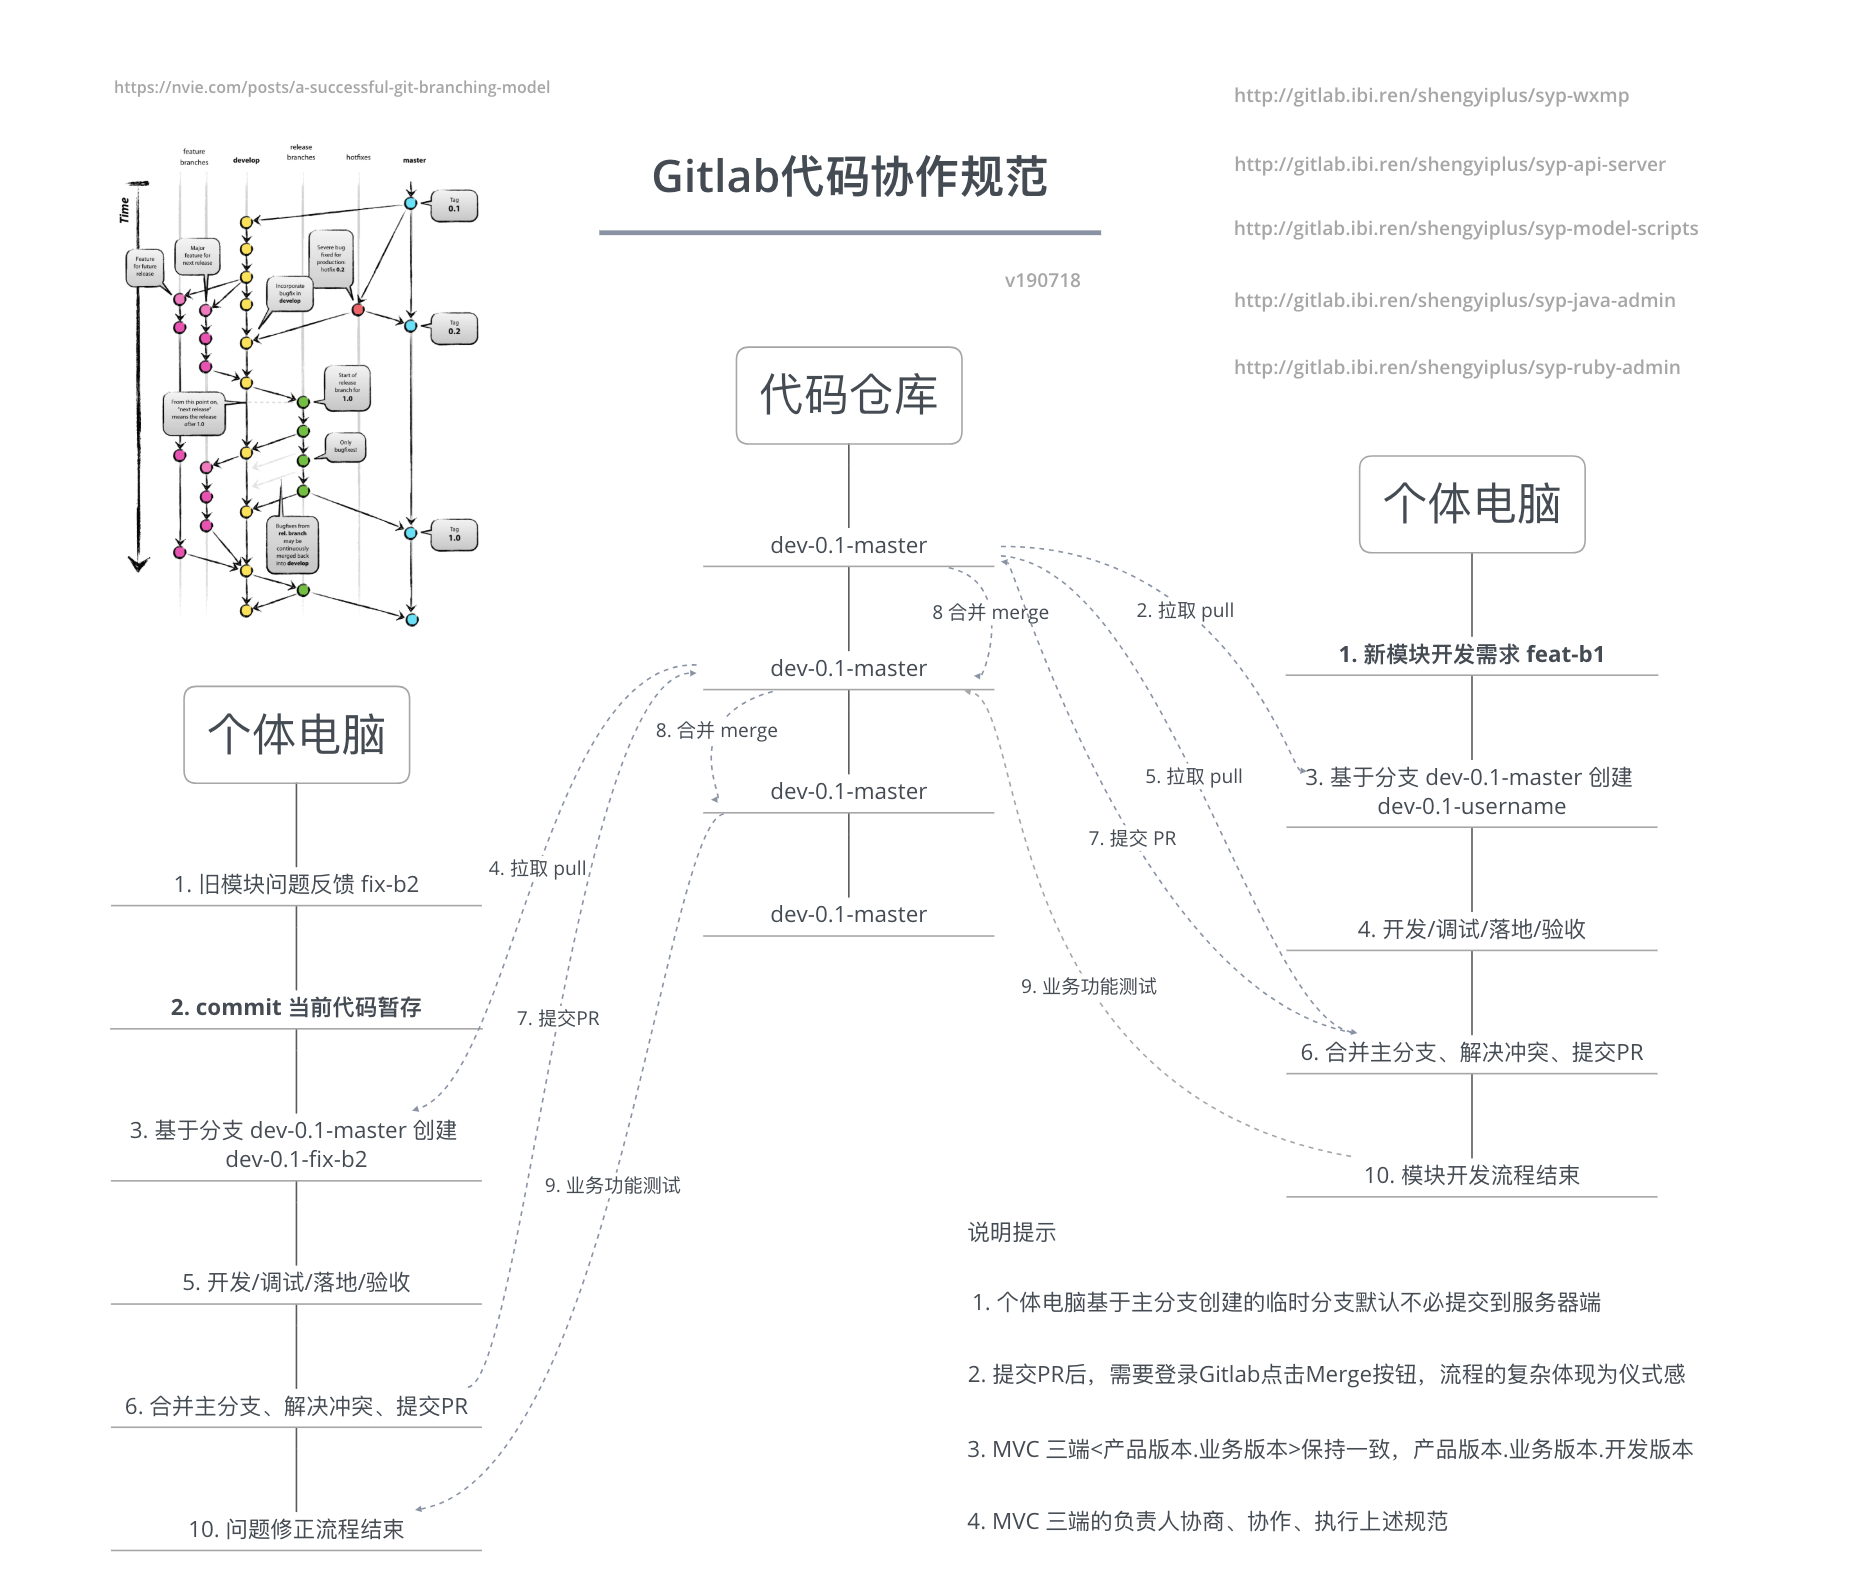 https://nvie.com/posts/a-successful-git-branching-model
feature
branches
develop
release
branches
hotfixes
master
Time
Tag
0.1
Feature
for future
release
Major
feature for
next release
Severe bug
fixed for
production:
hotfix 0.2
Incorporate
bugfix in
develop
Tag
0.2
Start of
release
branch for
1.0
From this point on,
“next release”
means the release
after 1.0
Only
bugfixes!
Bugfixes from
rel. branch
may be
continuously
merged back
into develop
Tag
1.0
Gitlab代码协作规范
v190718
http://gitlab.ibi.ren/shengyiplus/syp-wxmp
http://gitlab.ibi.ren/shengyiplus/syp-api-server
http://gitlab.ibi.ren/shengyiplus/syp-model-scripts
http://gitlab.ibi.ren/shengyiplus/syp-java-admin
http://gitlab.ibi.ren/shengyiplus/syp-ruby-admin
个体电脑
1. 旧模块问题反馈 fix-b2
2. commit 当前代码暂存
3. 基于分支 dev-0.1-master 创建
dev-0.1-fix-b2
5. 开发/调试/落地/验收
6. 合并主分支、解决冲突、提交PR
10. 问题修正流程结束
4. 拉取 pull
7. 提交PR
9. 业务功能测试
代码仓库
dev-0.1-master
8 合并 merge
dev-0.1-master
8. 合并 merge
dev-0.1-master
dev-0.1-master
2. 拉取 pull
5. 拉取 pull
7. 提交 PR
9. 业务功能测试
个体电脑
1. 新模块开发需求 feat-b1
3. 基于分支 dev-0.1-master 创建
dev-0.1-username
4. 开发/调试/落地/验收
6. 合并主分支、解决冲突、提交PR
10. 模块开发流程结束
说明提示
1. 个体电脑基于主分支创建的临时分支默认不必提交到服务器端
2. 提交PR后，需要登录Gitlab点击Merge按钮，流程的复杂体现为仪式感
3. MVC 三端<产品版本.业务版本>保持一致，产品版本.业务版本.开发版本
4. MVC 三端的负责人协商、协作、执行上述规范